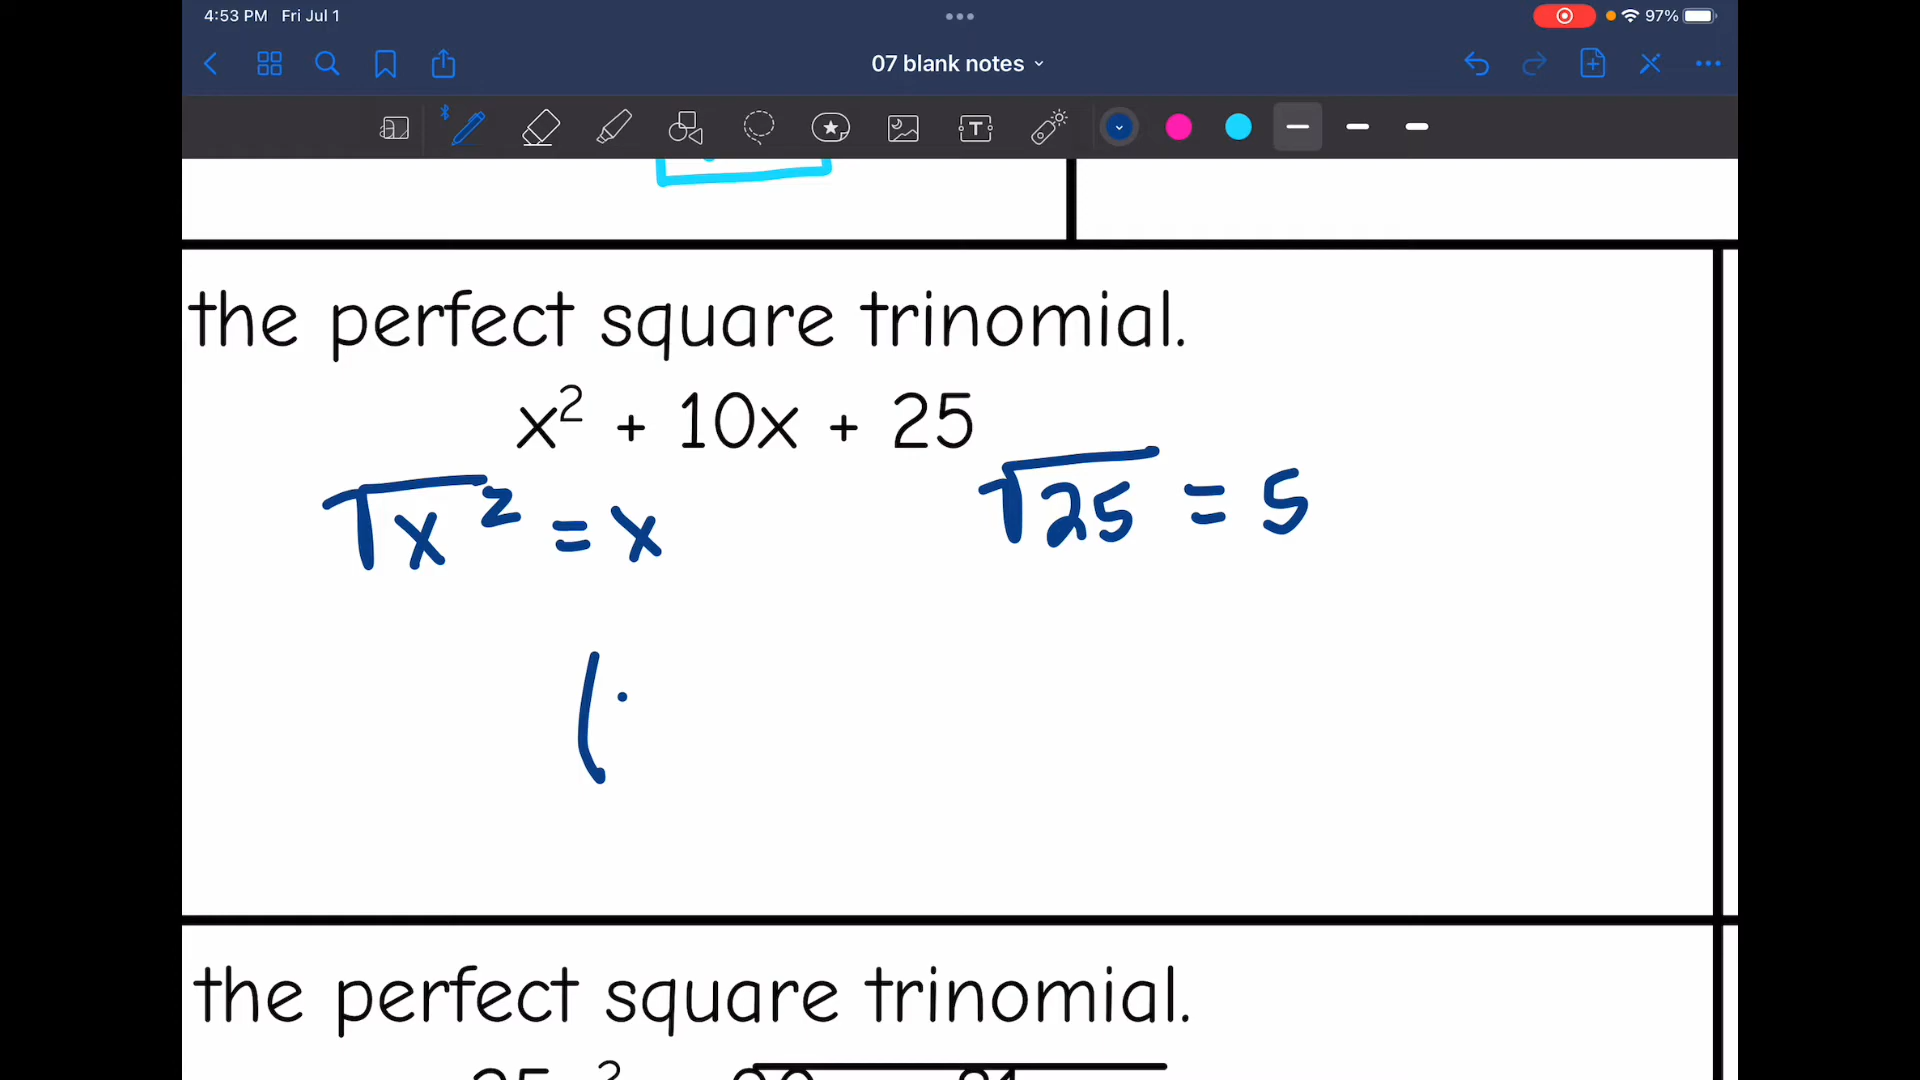 4:53 PM Fri Jul 1
97%
07 blank notes
the perfect square trinomial.
x² + 10x + 25
√x² = x
√25 = 5
(
the perfect square trinomial.